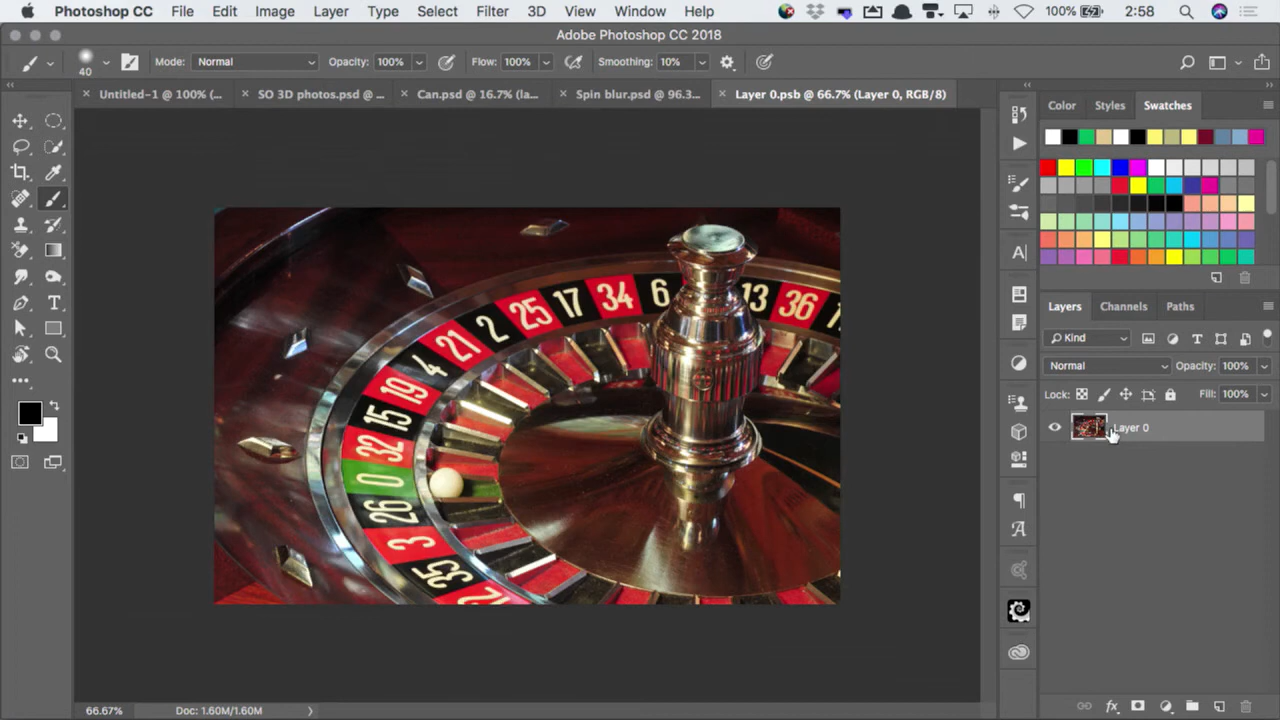 Photoshop CC File Edit Image Layer Type Select Filter 3D View Window Help 100% 2:58
Adobe Photoshop CC 2018
40 Mode: Normal Opacity: 100% Flow: 100% Smoothing: 10%
× Untitled-1 @ 100% (... × SO 3D photos.psd @ ... × Can.psd @ 16.7% (la... × Spin blur.psd @ 96.3... × Layer 0.psb @ 66.7% (Layer 0, RGB/8)
Color Styles Swatches
Layers Channels Paths
Kind
Normal Opacity: 100%
Lock: Fill: 100%
Layer 0
6 13 36
34
17
25
2
21
4
19
15
32
0
26
3
35
12
66.67% Doc: 1.60M/1.60M